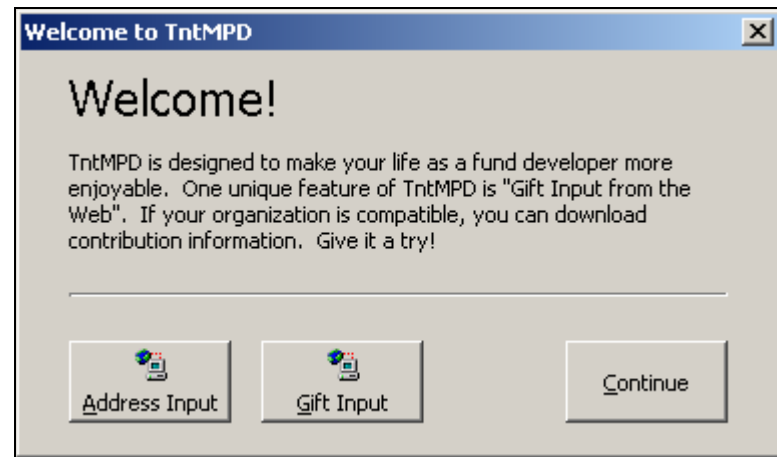 Welcome to TntMPD
Welcome!
TntMPD is designed to make your life as a fund developer more
enjoyable.  One unique feature of TntMPD is "Gift Input from the
Web".  If your organization is compatible, you can download
contribution information.  Give it a try!
Address Input
Gift Input
Continue